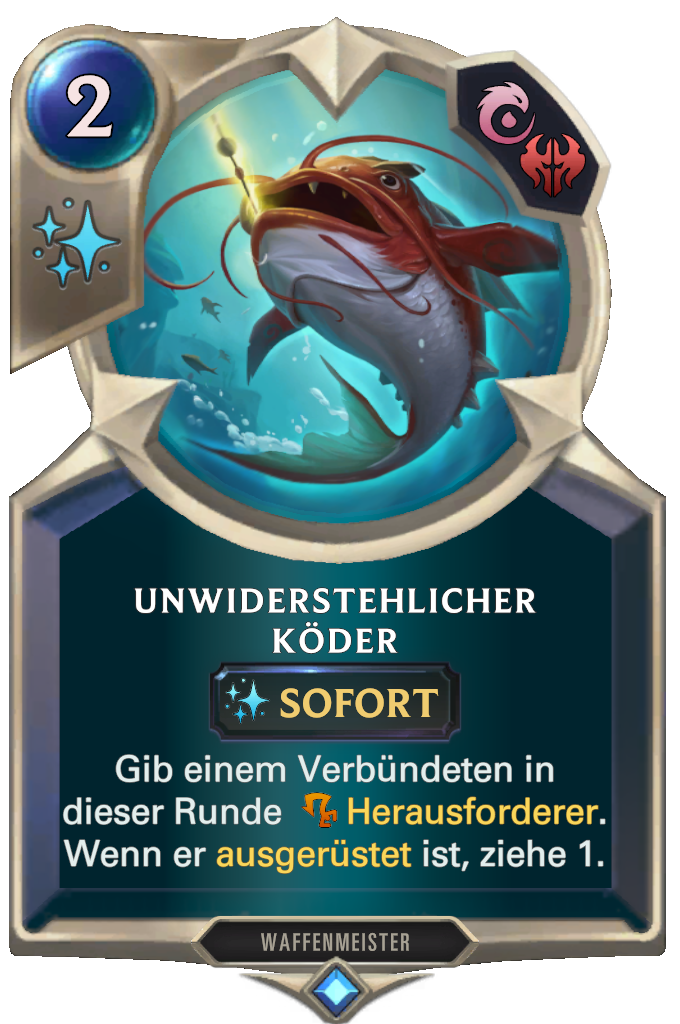 2
UNWIDERSTEHLICHER
KÖDER
SOFORT
Gib einem Verbündeten in
dieser Runde Herausforderer.
Wenn er ausgerüstet ist, ziehe 1.
WAFFENMEISTER